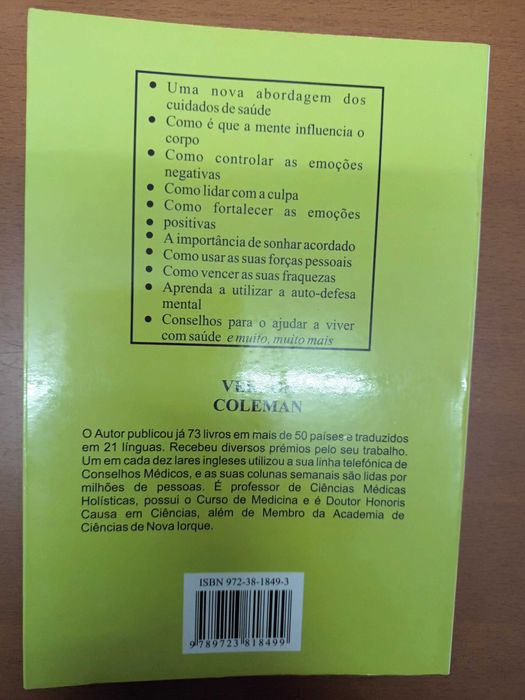 • Uma nova abordagem dos
cuidados de saúde
• Como é que a mente influencia o
corpo
• Como controlar as emoções
negativas
• Como lidar com a culpa
• Como fortalecer as emoções
• positivas
• A importância de sonhar acordado
• Como usar as suas forças pessoais
• Como vencer as suas fraquezas
• Aprenda a utilizar a auto-defesa
mental
• Conselhos para o ajudar a viver
com saúde e muito, muito mais
COLEMAN
O Autor publicou já 73 livros em mais de 50 países e traduzidos
em 21 línguas. Recebeu diversos prémios pelo seu trabalho.
Um em cada dez lares ingleses utilizou a sua linha telefónica de
Conselhos Médicos, e as suas colunas semanais são lidas por
milhões de pessoas. É professor de Ciências Médicas
Holísticas, possui o Curso de Medicina e é Doutor Honoris
Causa em Ciências, além de Membro da Academia de
Ciências de Nova Iorque.
ISBN 972-38-1849-3
9 789723 818499